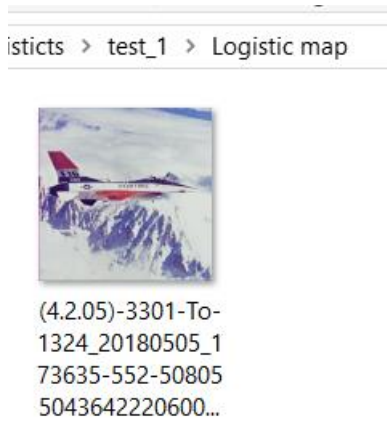 isticts > test_1 > Logistic map
(4.2.05)-3301-To-
1324_20180505_1
73635-552-50805
5043642220600...